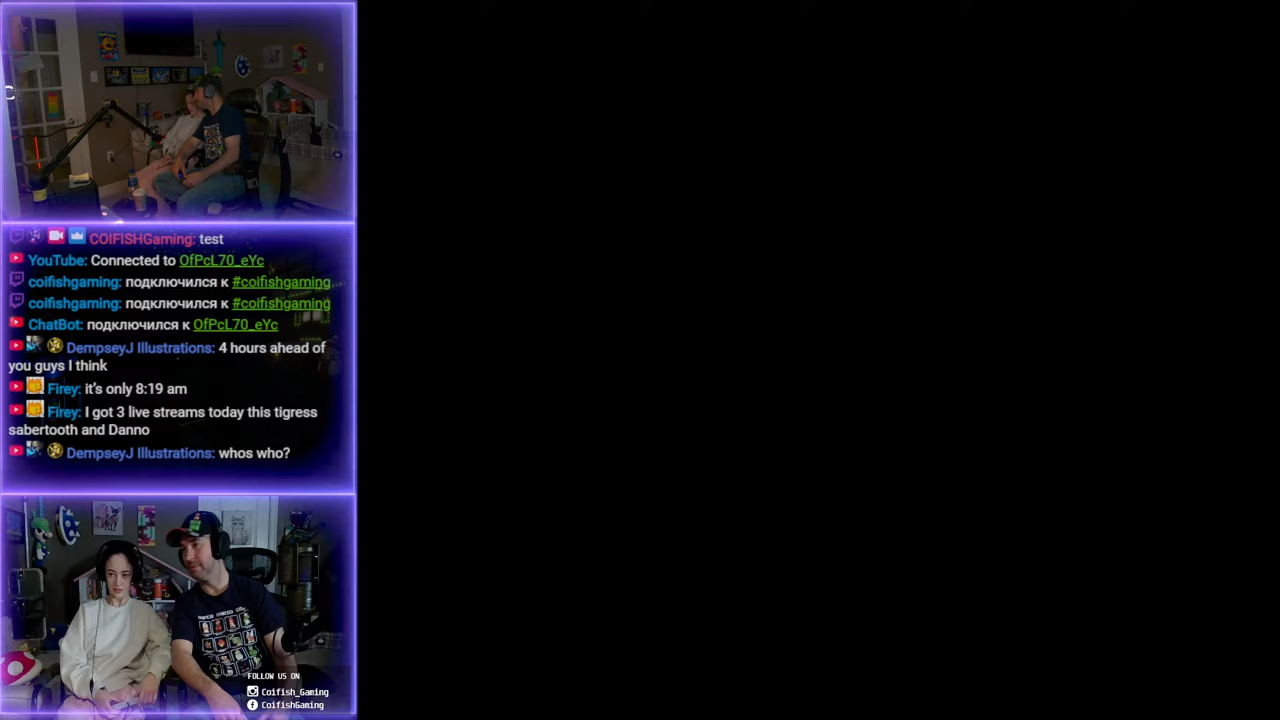 COIFISHGaming: test
YouTube: Connected to OfPcL70_eYc
coifishgaming: подключился к #coifishgaming
coifishgaming: подключился к #coifishgaming
ChatBot: подключился к OfPcL70_eYc
DempseyJ Illustrations: 4 hours ahead of
you guys I think
Firey: it's only 8:19 am
Firey: I got 3 live streams today this tigress
sabertooth and Danno
DempseyJ Illustrations: whos who?
FOLLOW US ON
Coifish_Gaming
CoifishGaming